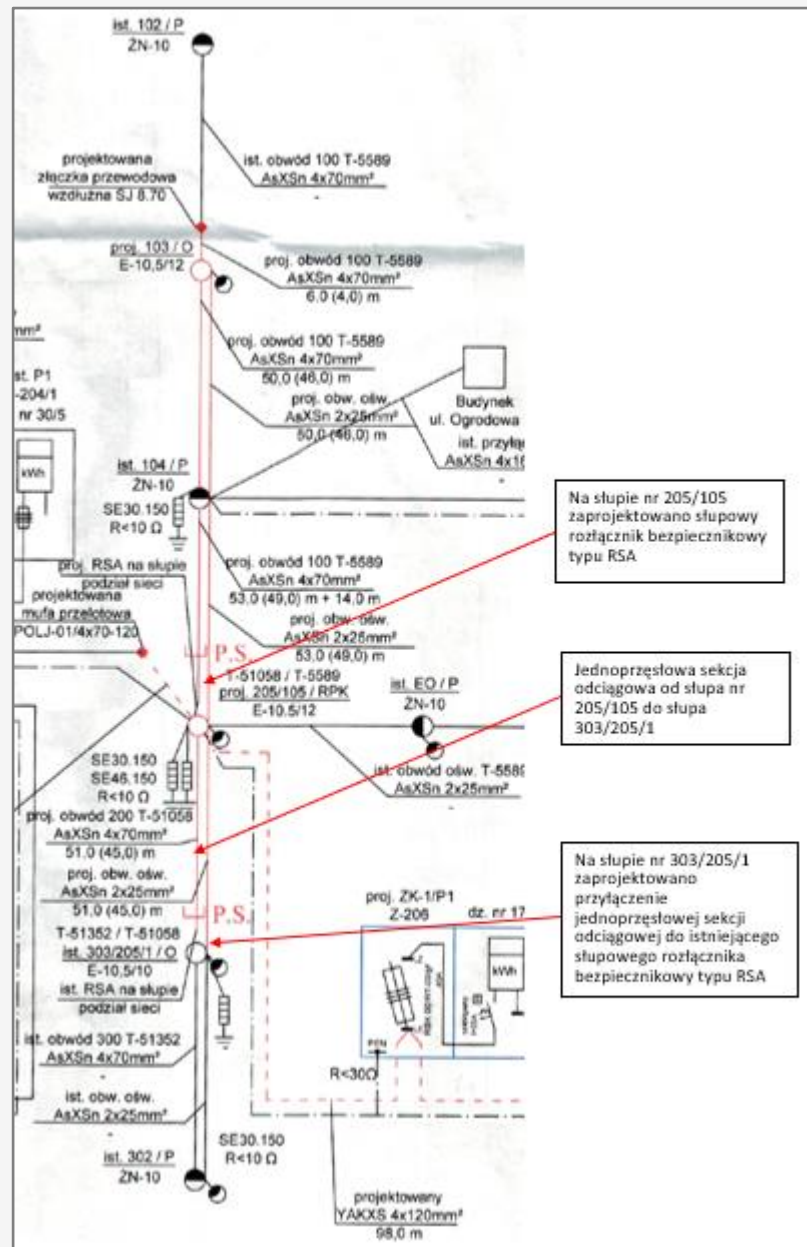 ist. 102 / P
ŻN-10
projektowana
złączka przewodowa
wzdłużna SJ 8.70
ist. obwód 100 T-5589
AsXSn 4x70mm²
proj. 103 / O
E-10,5/12
proj. obwód 100 T-5589
AsXSn 4x70mm²
6.0 (4,0) m
proj. obwód 100 T-5589
AsXSn 4x70mm²
50,0 (46,0) m
proj. obw. ośw.
AsXSn 2x25mm²
50,0 (46,0) m
mm²
st. P1
-204/1
nr 30/5
kWh
Budynek
ul. Ogrodowa
ist. przyłą
AsXSn 4x16
ist. 104 / P
ŻN-10
SE30.150
R<10 Ω
proj. RSA na słupie
podział sieci
projektowana
mufa przelotowa
POLJ-01/4x70-120
proj. obwód 100 T-5589
AsXSn 4x70mm²
53,0 (49,0) m + 14,0 m
proj. obw. ośw.
AsXSn 2x25mm²
53,0 (49,0) m
P.S.
T-51058 / T-5589
proj. 205/105 / RPK
E-10.5/12
ist. EO / P
ŻN-10
SE30.150
SE46.150
R<10 Ω
ist. obwód ośw. T-5589
AsXSn 2x25mm²
proj. obwód 200 T-51058
AsXSn 4x70mm²
51.0 (45,0) m
proj. obw. ośw.
AsXSn 2x25mm²
51,0 (45,0) m
P.S.
T-51352 / T-51058
ist. 303/205/1 / O
E-10,5/10
ist. RSA na słupie
podział sieci
ist. obwód 300 T-51352
AsXSn 4x70mm²
ist. obw. ośw.
AsXSn 2x25mm²
ist. 302 / P
ŻN-10
SE30.150
R<10 Ω
proj. ZK-1/P1
Z-206
dz. nr 17
kWh
PEN
R<30Ω
projektowany
YAKXS 4x120mm²
98,0 m
Na słupie nr 205/105
zaprojektowano słupowy
rozłącznik bezpiecznikowy
typu RSA
Jednoprzęsłowa sekcja
odciągowa od słupa nr
205/105 do słupa
303/205/1
Na słupie nr 303/205/1
zaprojektowano
przyłączenie
jednoprzęsłowej sekcji
odciągowej do istniejącego
słupowego rozłącznika
bezpiecznikowy typu RSA